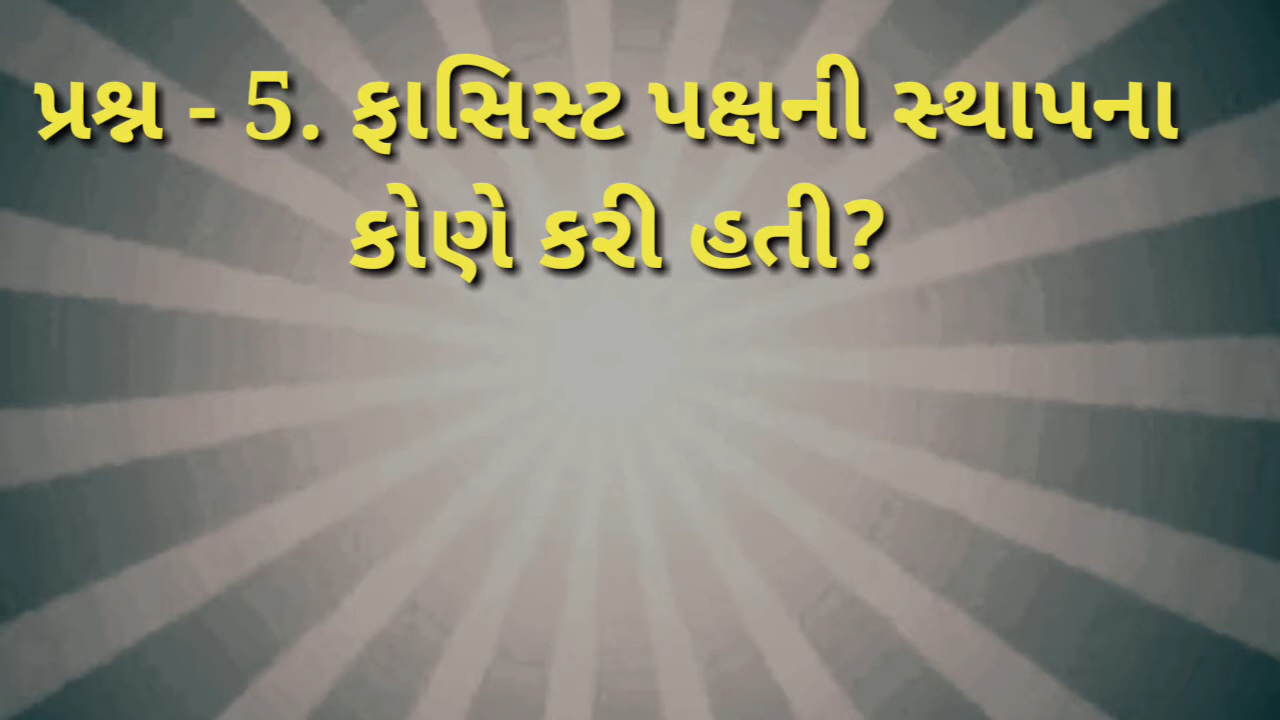 પ્રશ્ન - 5. ફાસિસ્ટ પક્ષની સ્થાપના
કોણે કરી હતી?